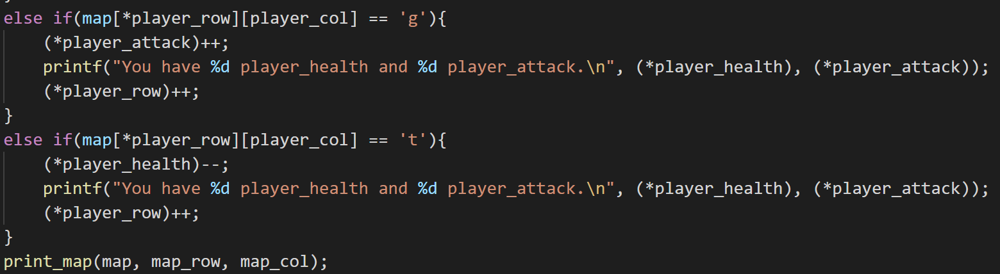 else if(map[*player_row][player_col] == 'g'){
    (*player_attack)++;
    printf("You have %d player_health and %d player_attack.\n", (*player_health), (*player_attack));
    (*player_row)++;
}
else if(map[*player_row][player_col] == 't'){
    (*player_health)--;
    printf("You have %d player_health and %d player_attack.\n", (*player_health), (*player_attack));
    (*player_row)++;
}
print_map(map, map_row, map_col);